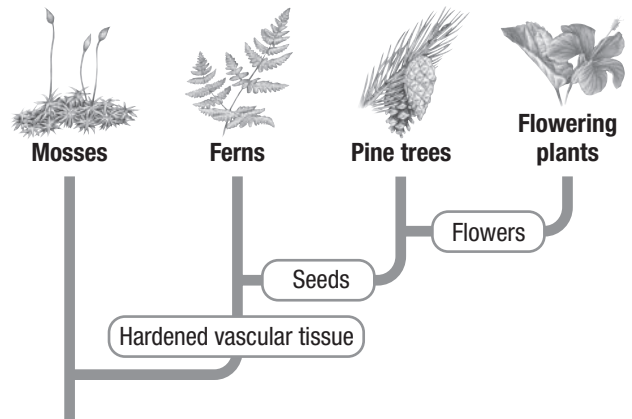 Mosses
Ferns
Pine trees
Flowering
plants
Flowers
Seeds
Hardened vascular tissue